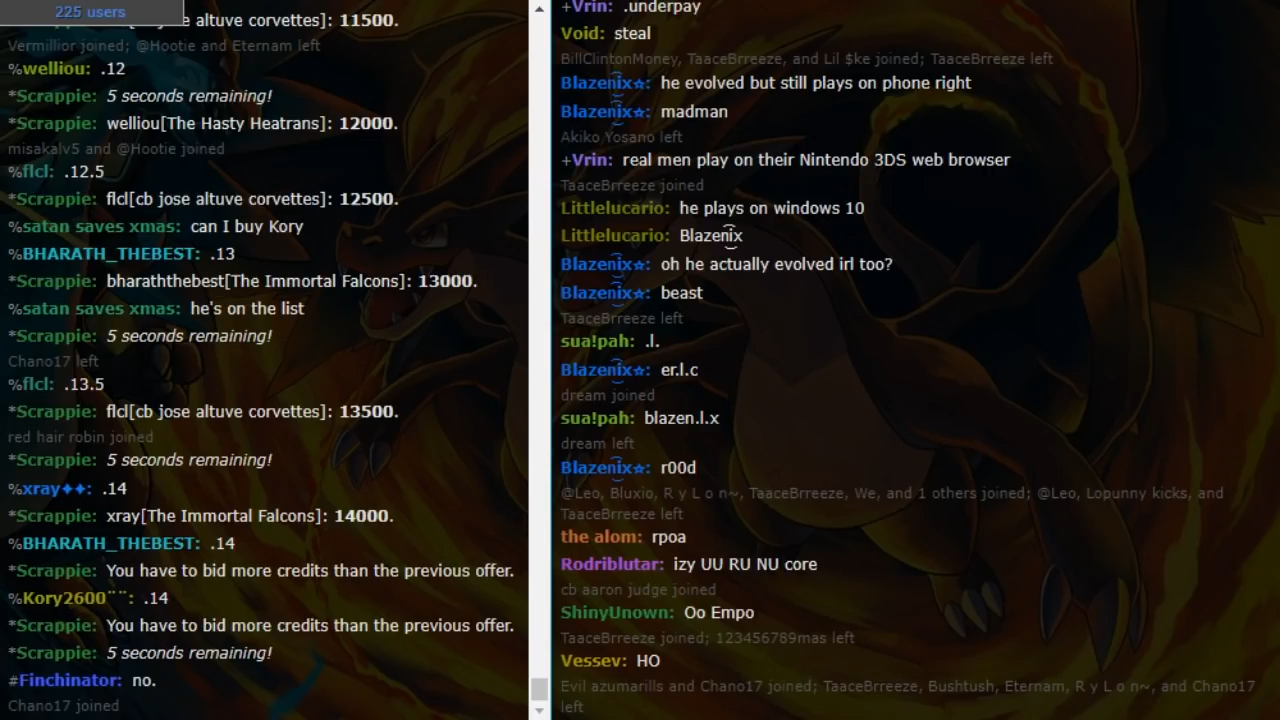 225 users
e altuve corvettes]: 11500.
Vermillior joined; @Hootie and Eternam left
%welliou: .12
*Scrappie: 5 seconds remaining!
*Scrappie: welliou[The Hasty Heatrans]: 12000.
misakalv5 and @Hootie joined
%flcl: .12.5
*Scrappie: flcl[cb jose altuve corvettes]: 12500.
%satan saves xmas: can I buy Kory
%BHARATH_THEBEST: .13
*Scrappie: bhараththebest[The Immortal Falcons]: 13000.
%satan saves xmas: he's on the list
*Scrappie: 5 seconds remaining!
Chano17 left
%flcl: .13.5
*Scrappie: flcl[cb jose altuve corvettes]: 13500.
red hair robin joined
*Scrappie: 5 seconds remaining!
%xray✦✦: .14
*Scrappie: xray[The Immortal Falcons]: 14000.
%BHARATH_THEBEST: .14
*Scrappie: You have to bid more credits than the previous offer.
%Kory2600¨¨: .14
*Scrappie: You have to bid more credits than the previous offer.
*Scrappie: 5 seconds remaining!
#Finchinator: no.
Chano17 joined
+Vrin: .underpay
Void: steal
BillClintonMoney, TaaceBrreeze, and Lil $ke joined; TaaceBrreeze left
Blazenix☆: he evolved but still plays on phone right
Blazenix☆: madman
Akiko Yosano left
+Vrin: real men play on their Nintendo 3DS web browser
TaaceBrreeze joined
Littlelucario: he plays on windows 10
Littlelucario: Blazenix
Blazenix☆: oh he actually evolved irl too?
Blazenix☆: beast
TaaceBrreeze left
sua!pah: .l.
Blazenix☆: er.l.c
dream joined
sua!pah: blazen.l.x
dream left
Blazenix☆: r00d
@Leo, Bluxio, R y L o n~, TaaceBrreeze, We, and 1 others joined; @Leo, Lopunny kicks, and
TaaceBrreeze left
the alom: rpoa
Rodriblutar: izy UU RU NU core
cb aaron judge joined
ShinyUnown: Oo Empo
TaaceBrreeze joined; 123456789mas left
Vessev: HO
Evil azumarills and Chano17 joined; TaaceBrreeze, Bushtush, Eternam, R y L o n~, and Chano17
left